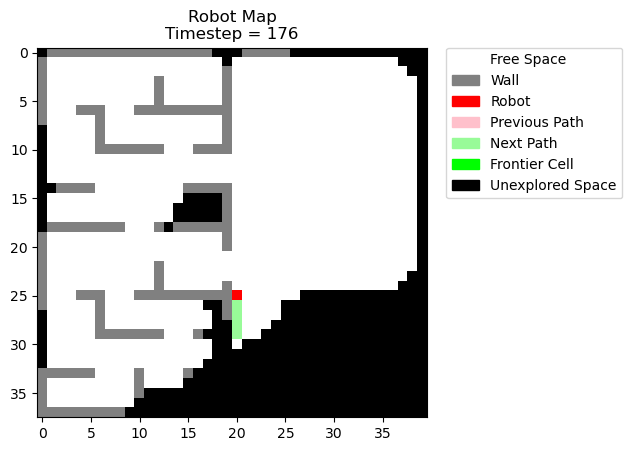 Robot Map
Timestep = 176
0
5
10
15
20
25
30
35
0
5
10
15
20
25
30
35
Free Space
Wall
Robot
Previous Path
Next Path
Frontier Cell
Unexplored Space